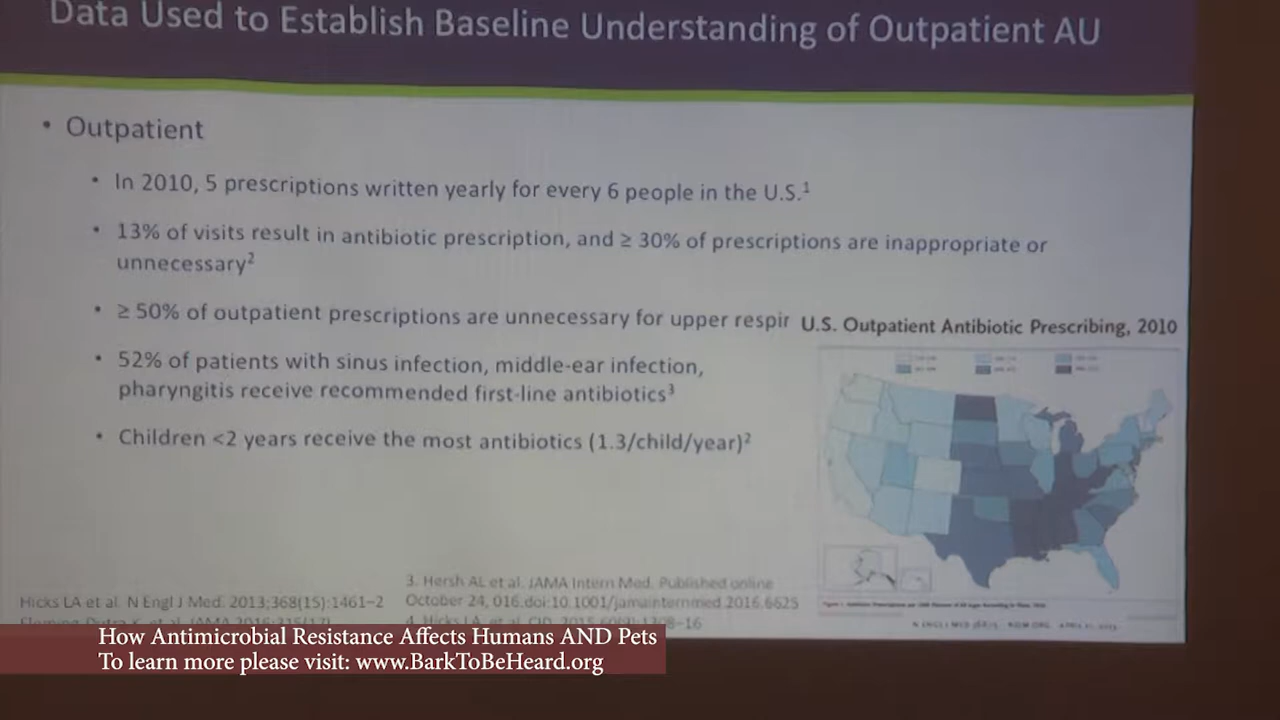 Data Used to Establish Baseline Understanding of Outpatient AU
• Outpatient
• In 2010, 5 prescriptions written yearly for every 6 people in the U.S.1
• 13% of visits result in antibiotic prescription, and ≥ 30% of prescriptions are inappropriate or
unnecessary2
• ≥ 50% of outpatient prescriptions are unnecessary for upper respir
U.S. Outpatient Antibiotic Prescribing, 2010
• 52% of patients with sinus infection, middle-ear infection,
pharyngitis receive recommended first-line antibiotics3
• Children <2 years receive the most antibiotics (1.3/child/year)2
Hicks LA et al. N Engl J Med. 2013;368(15):1461–2
3. Hersh AL et al. JAMA Intern Med. Published online
October 24, 016.doi:10.1001/jamainternmed.2016.6625
How Antimicrobial Resistance Affects Humans AND Pets
To learn more please visit: www.BarkToBeHeard.org